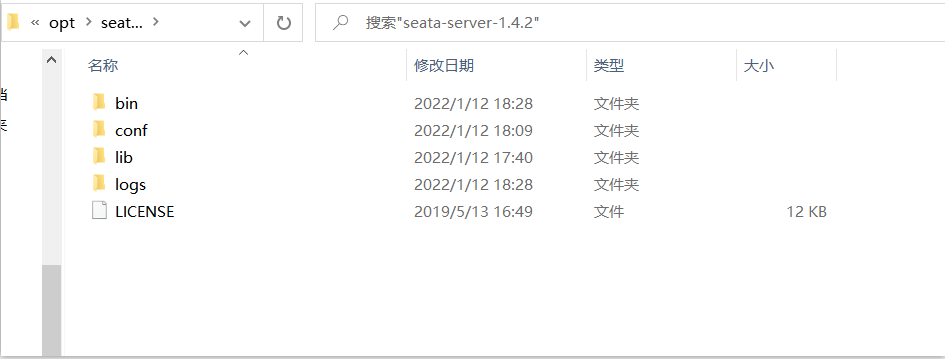 « opt > seat... >
搜索"seata-server-1.4.2"
名称 修改日期 类型 大小
bin 2022/1/12 18:28 文件夹
conf 2022/1/12 18:09 文件夹
lib 2022/1/12 17:40 文件夹
logs 2022/1/12 18:28 文件夹
LICENSE 2019/5/13 16:49 文件 12 KB